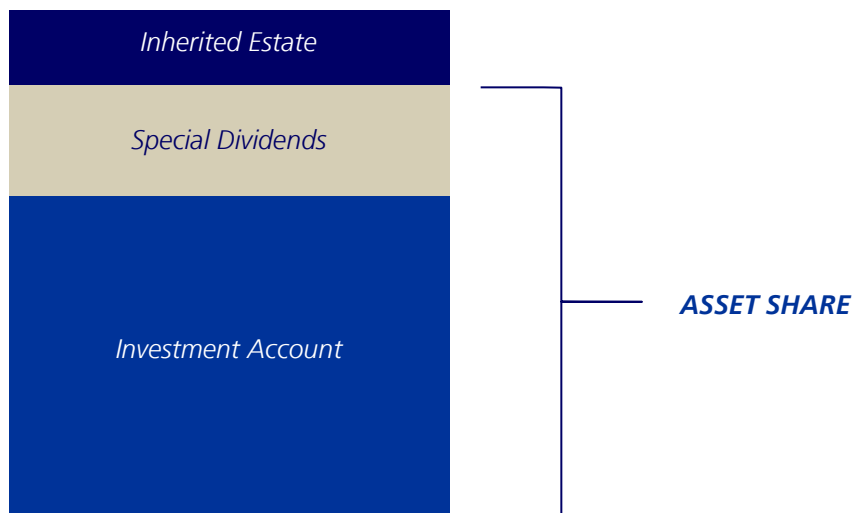 Inherited Estate
Special Dividends
Investment Account
ASSET SHARE